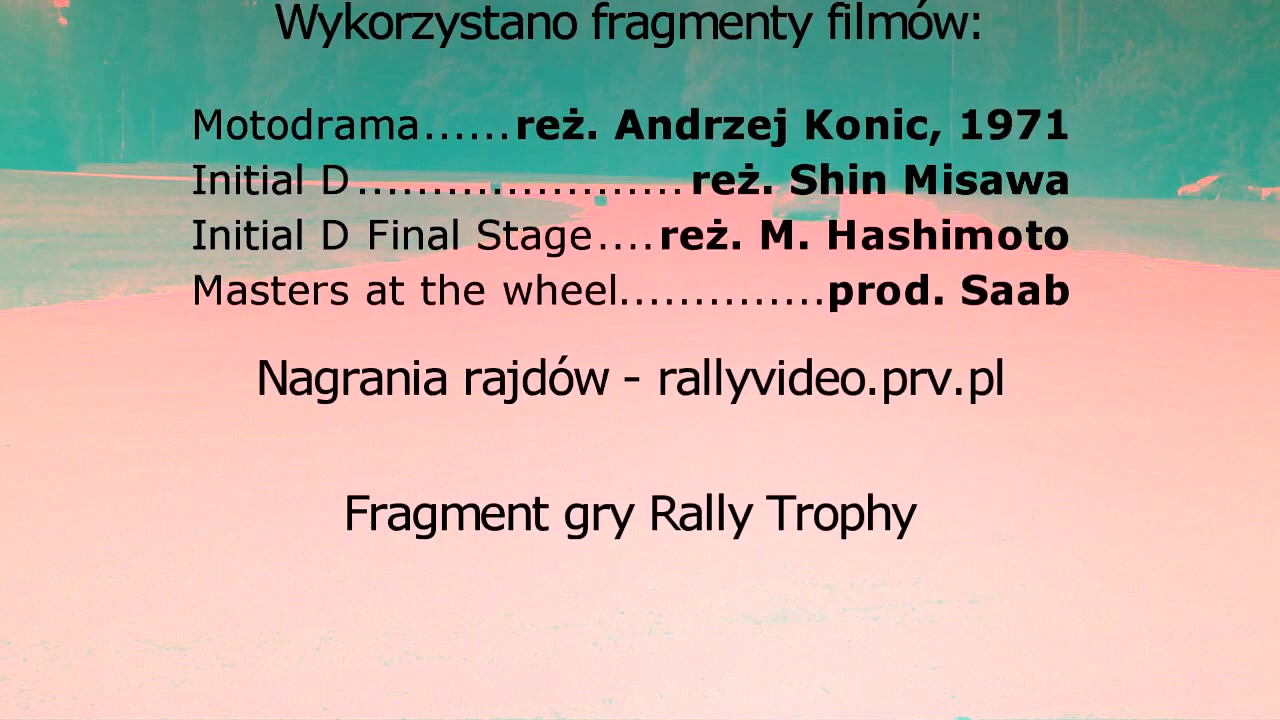 Wykorzystano fragmenty filmów:
Motodrama......reż. Andrzej Konic, 1971
Initial D......................reż. Shin Misawa
Initial D Final Stage....reż. M. Hashimoto
Masters at the wheel..............prod. Saab
Nagrania rajdów - rallyvideo.prv.pl
Fragment gry Rally Trophy